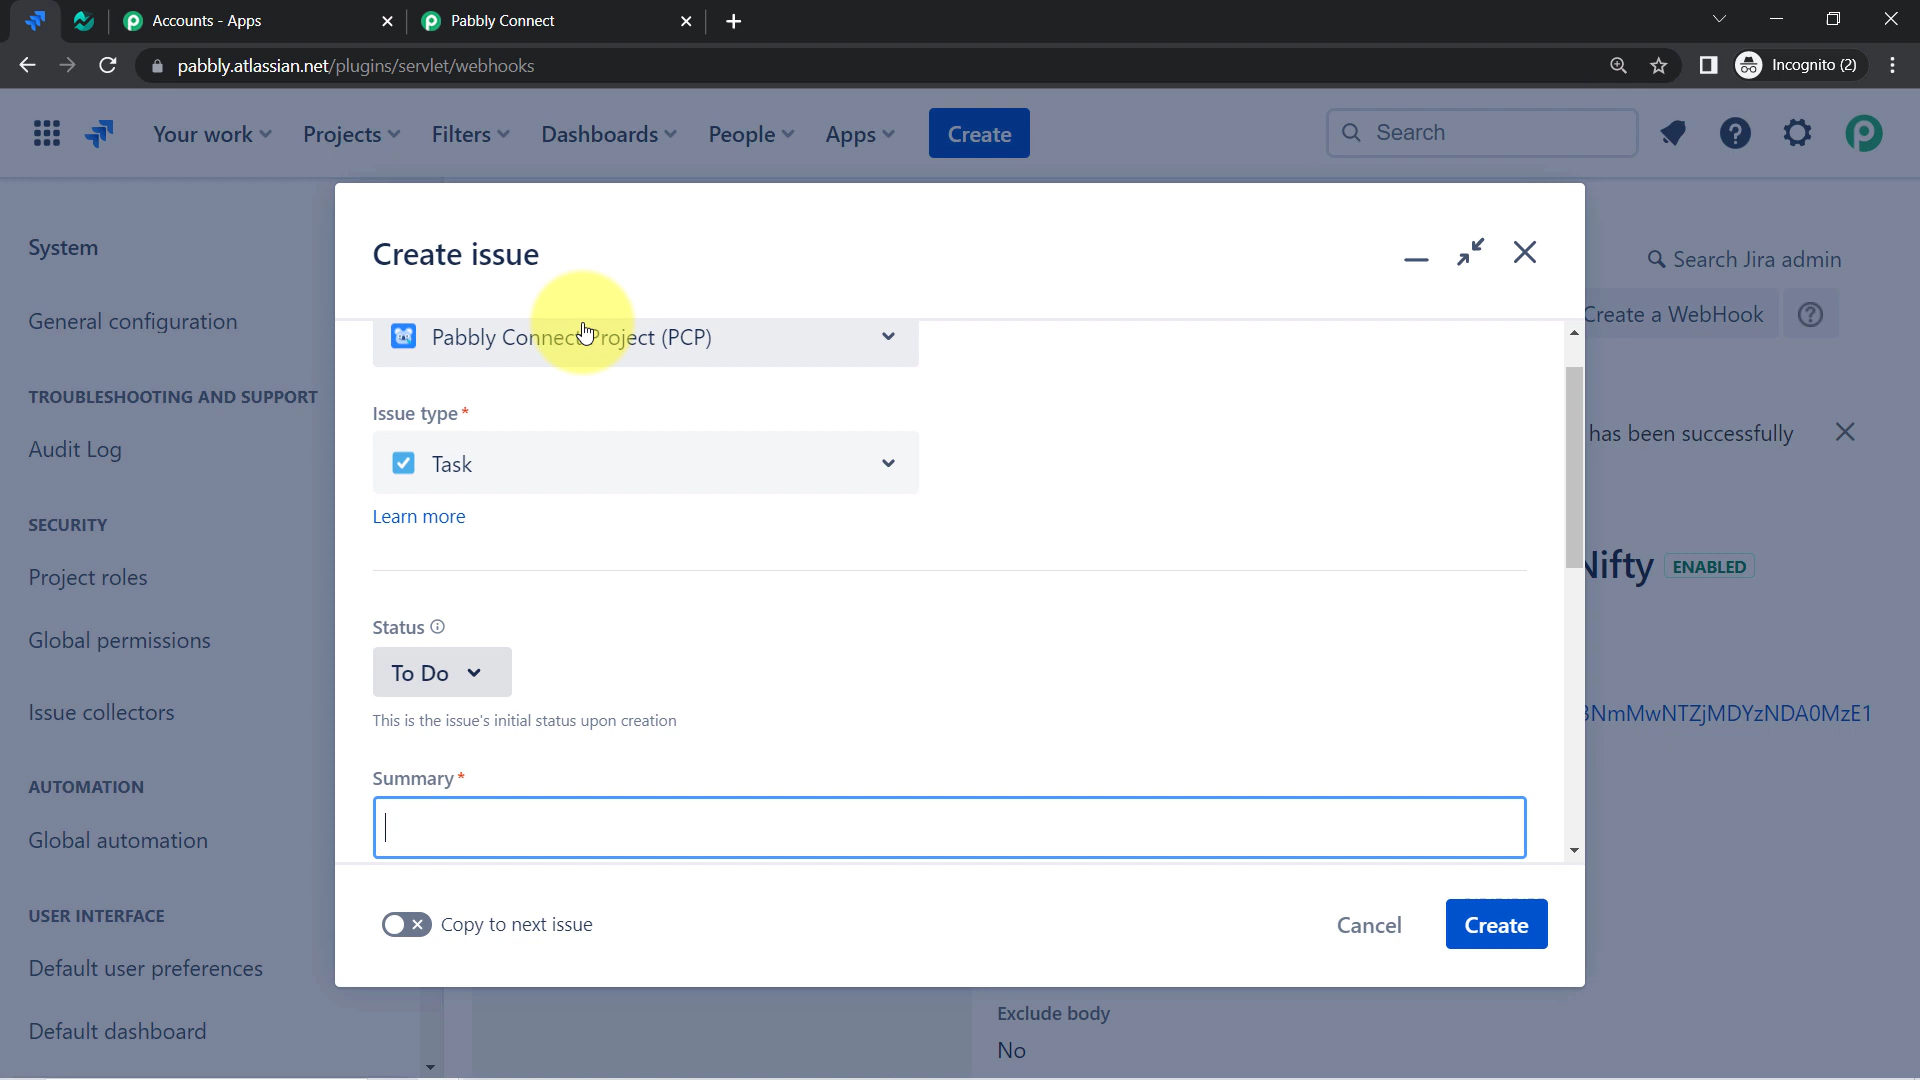 Accounts - Apps
Pabbly Connect
pabbly.atlassian.net/plugins/servlet/webhooks
Incognito (2)
Your work
Projects
Filters
Dashboards
People
Apps
Create
Search
System
General configuration
TROUBLESHOOTING AND SUPPORT
Audit Log
SECURITY
Project roles
Global permissions
Issue collectors
AUTOMATION
Global automation
USER INTERFACE
Default user preferences
Default dashboard
Create issue
Pabbly Connect Project (PCP)
Issue type *
Task
Learn more
Status
To Do
This is the issue's initial status upon creation
Summary *
Copy to next issue
Cancel
Create
Search Jira admin
Create a WebHook
has been successfully
Nifty ENABLED
NmMwNTZjMDYzNDA0MzE1
Exclude body
No